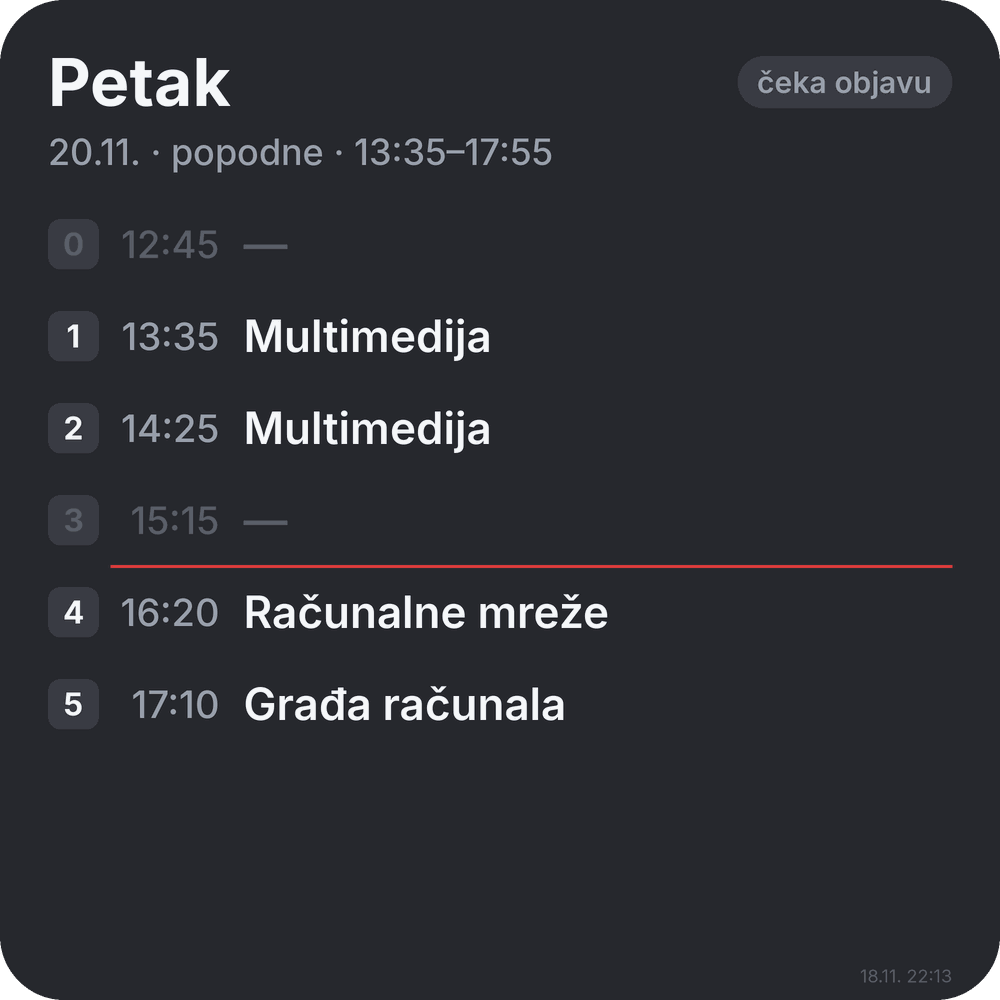 Petak
čeka objavu
20.11. · popodne · 13:35–17:55
0 12:45 —
1 13:35 Multimedija
2 14:25 Multimedija
3 15:15 —
4 16:20 Računalne mreže
5 17:10 Građa računala
18.11. 22:13